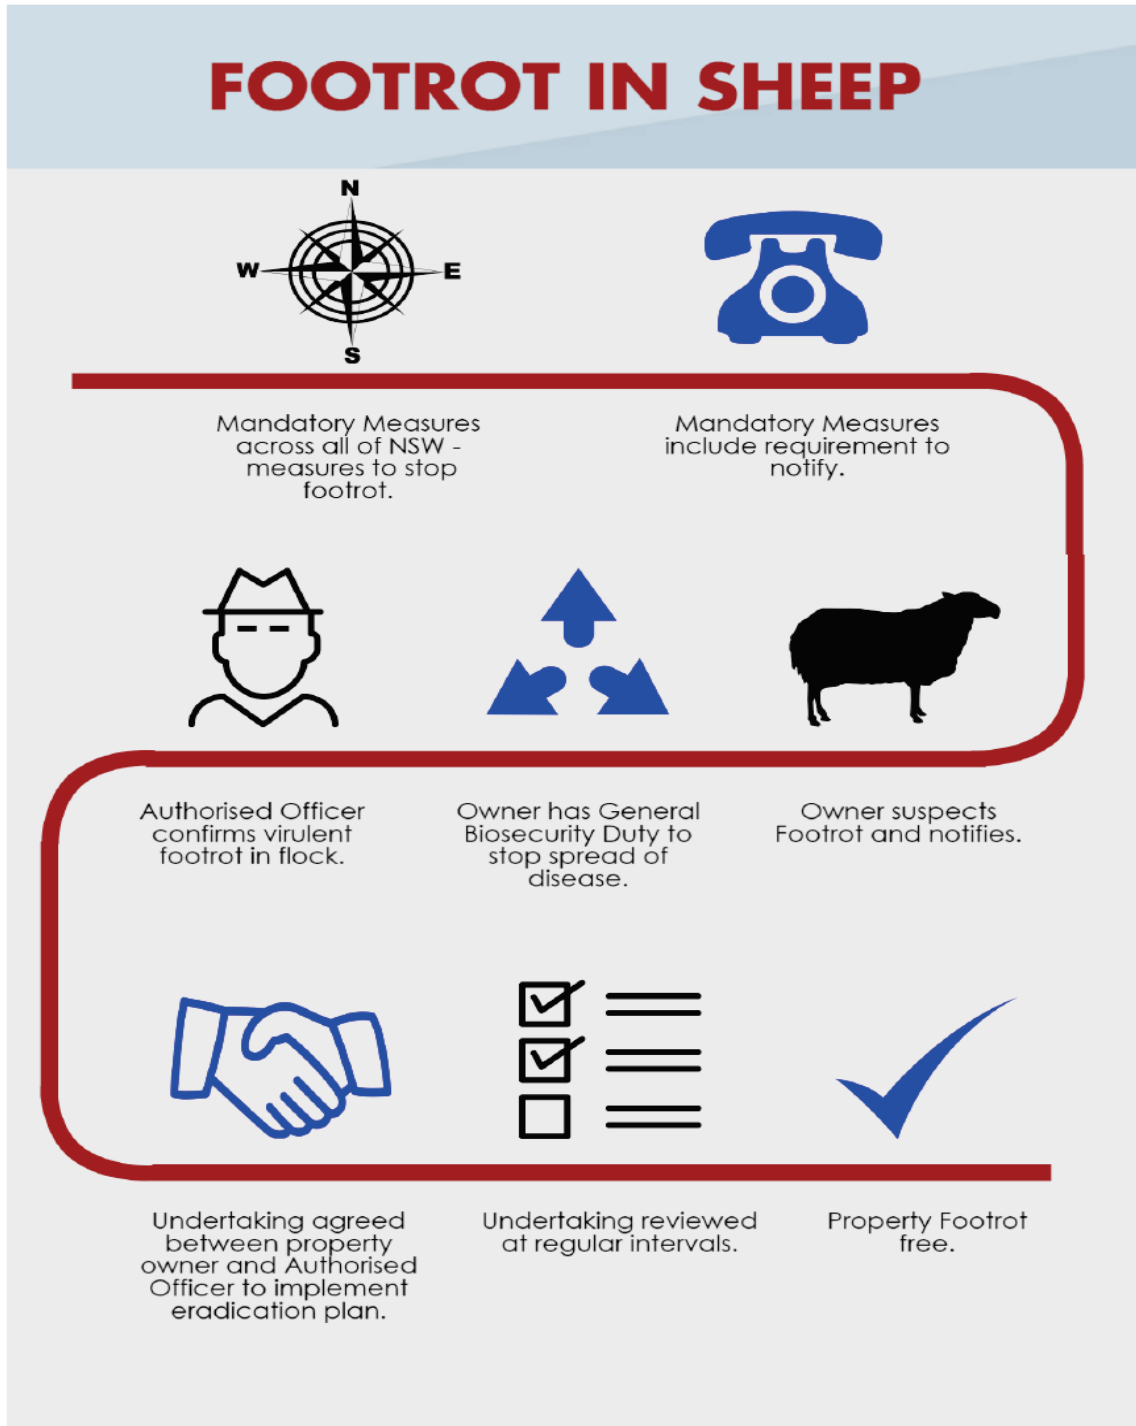 FOOTROT IN SHEEP
N
W
E
S
Mandatory Measures
across all of NSW -
measures to stop
footrot.
Mandatory Measures
include requirement to
notify.
Owner suspects
Footrot and notifies.
Owner has General
Biosecurity Duty to
stop spread of
disease.
Authorised Officer
confirms virulent
footrot in flock.
Undertaking agreed
between property
owner and Authorised
Officer to implement
eradication plan.
Undertaking reviewed
at regular intervals.
Property Footrot
free.